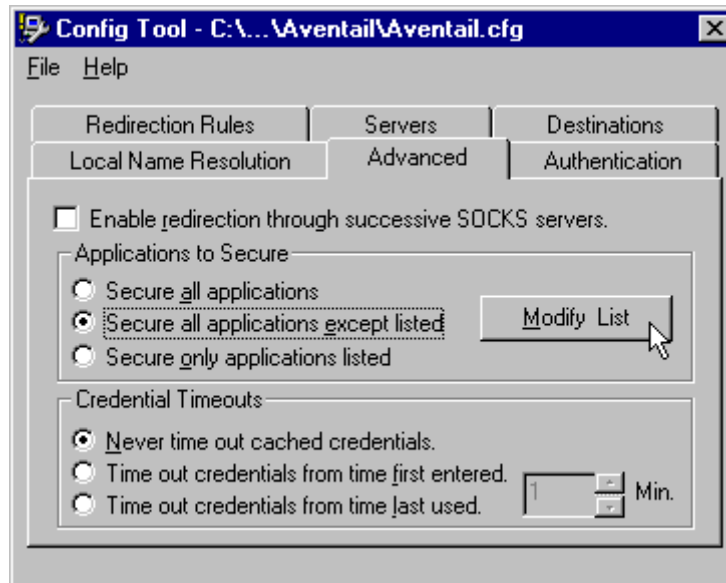 Config Tool - C:\...\Aventail\Aventail.cfg
File Help
Redirection Rules Servers Destinations
Local Name Resolution Advanced Authentication
Enable redirection through successive SOCKS servers.
Applications to Secure
Secure all applications
Secure all applications except listed
Modify List
Secure only applications listed
Credential Timeouts
Never time out cached credentials.
Time out credentials from time first entered.
1 Min.
Time out credentials from time last used.